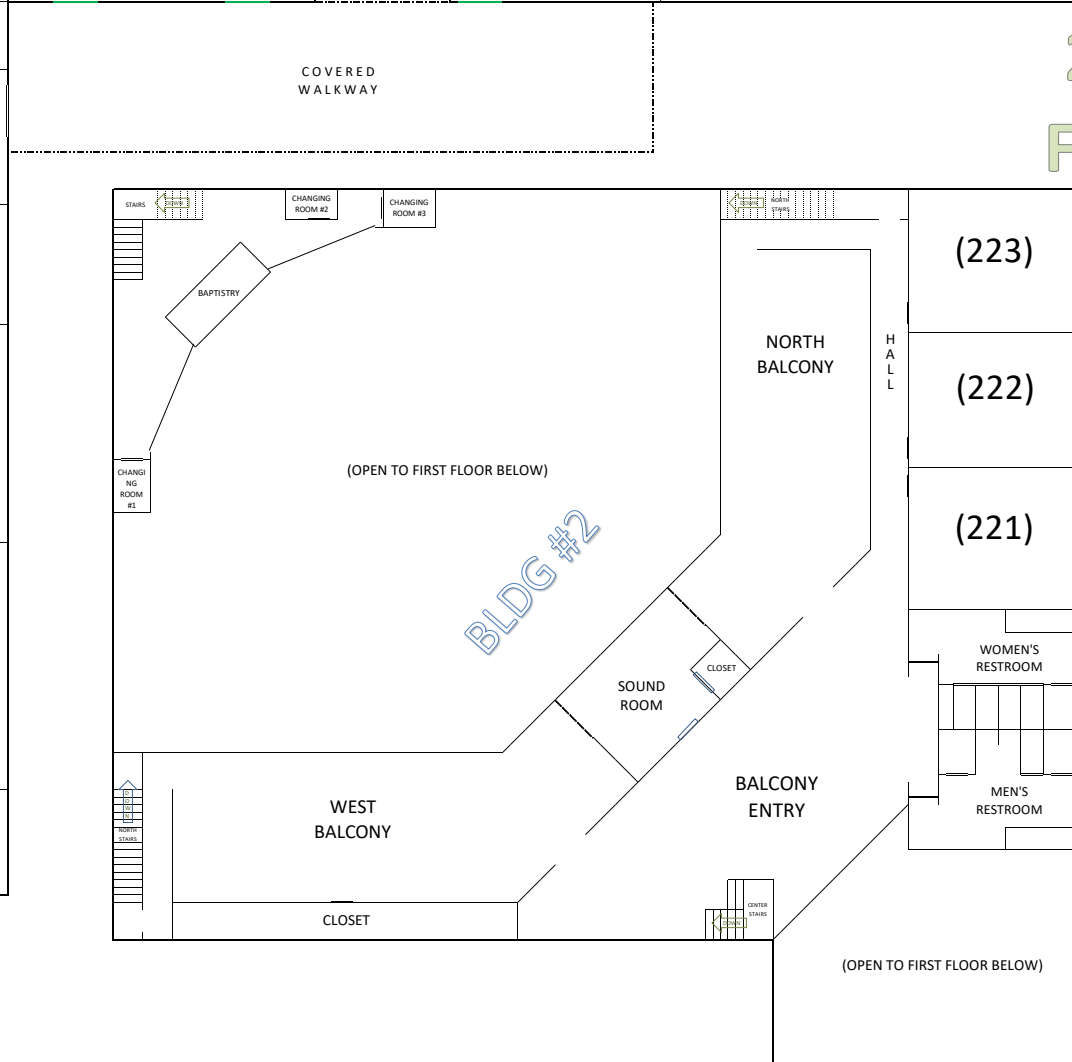 COVERED
WALKWAY
STAIRS
DOWN
CHANGING
ROOM #2
CHANGING
ROOM #3
DOWN
NORTH
STAIRS
(223)
BAPTISTRY
NORTH
BALCONY
H
A
L
L
(222)
CHANGI
NG
ROOM
#1
(OPEN TO FIRST FLOOR BELOW)
(221)
BLDG #2
WOMEN'S
RESTROOM
CLOSET
SOUND
ROOM
BALCONY
ENTRY
MEN'S
RESTROOM
D
O
W
N
NORTH
STAIRS
WEST
BALCONY
CLOSET
CENTER
STAIRS
DOWN
(OPEN TO FIRST FLOOR BELOW)